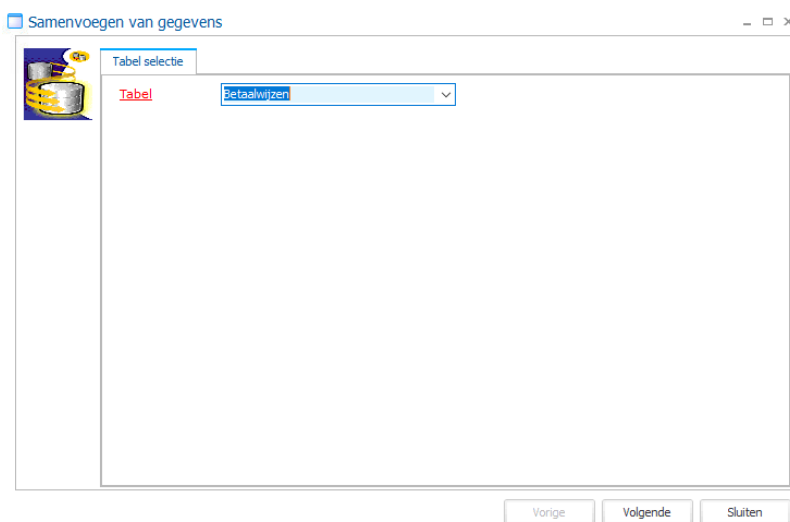 Samenvoegen van gegevens
Tabel selectie
Tabel
Betaalwijzen
Vorige
Volgende
Sluiten